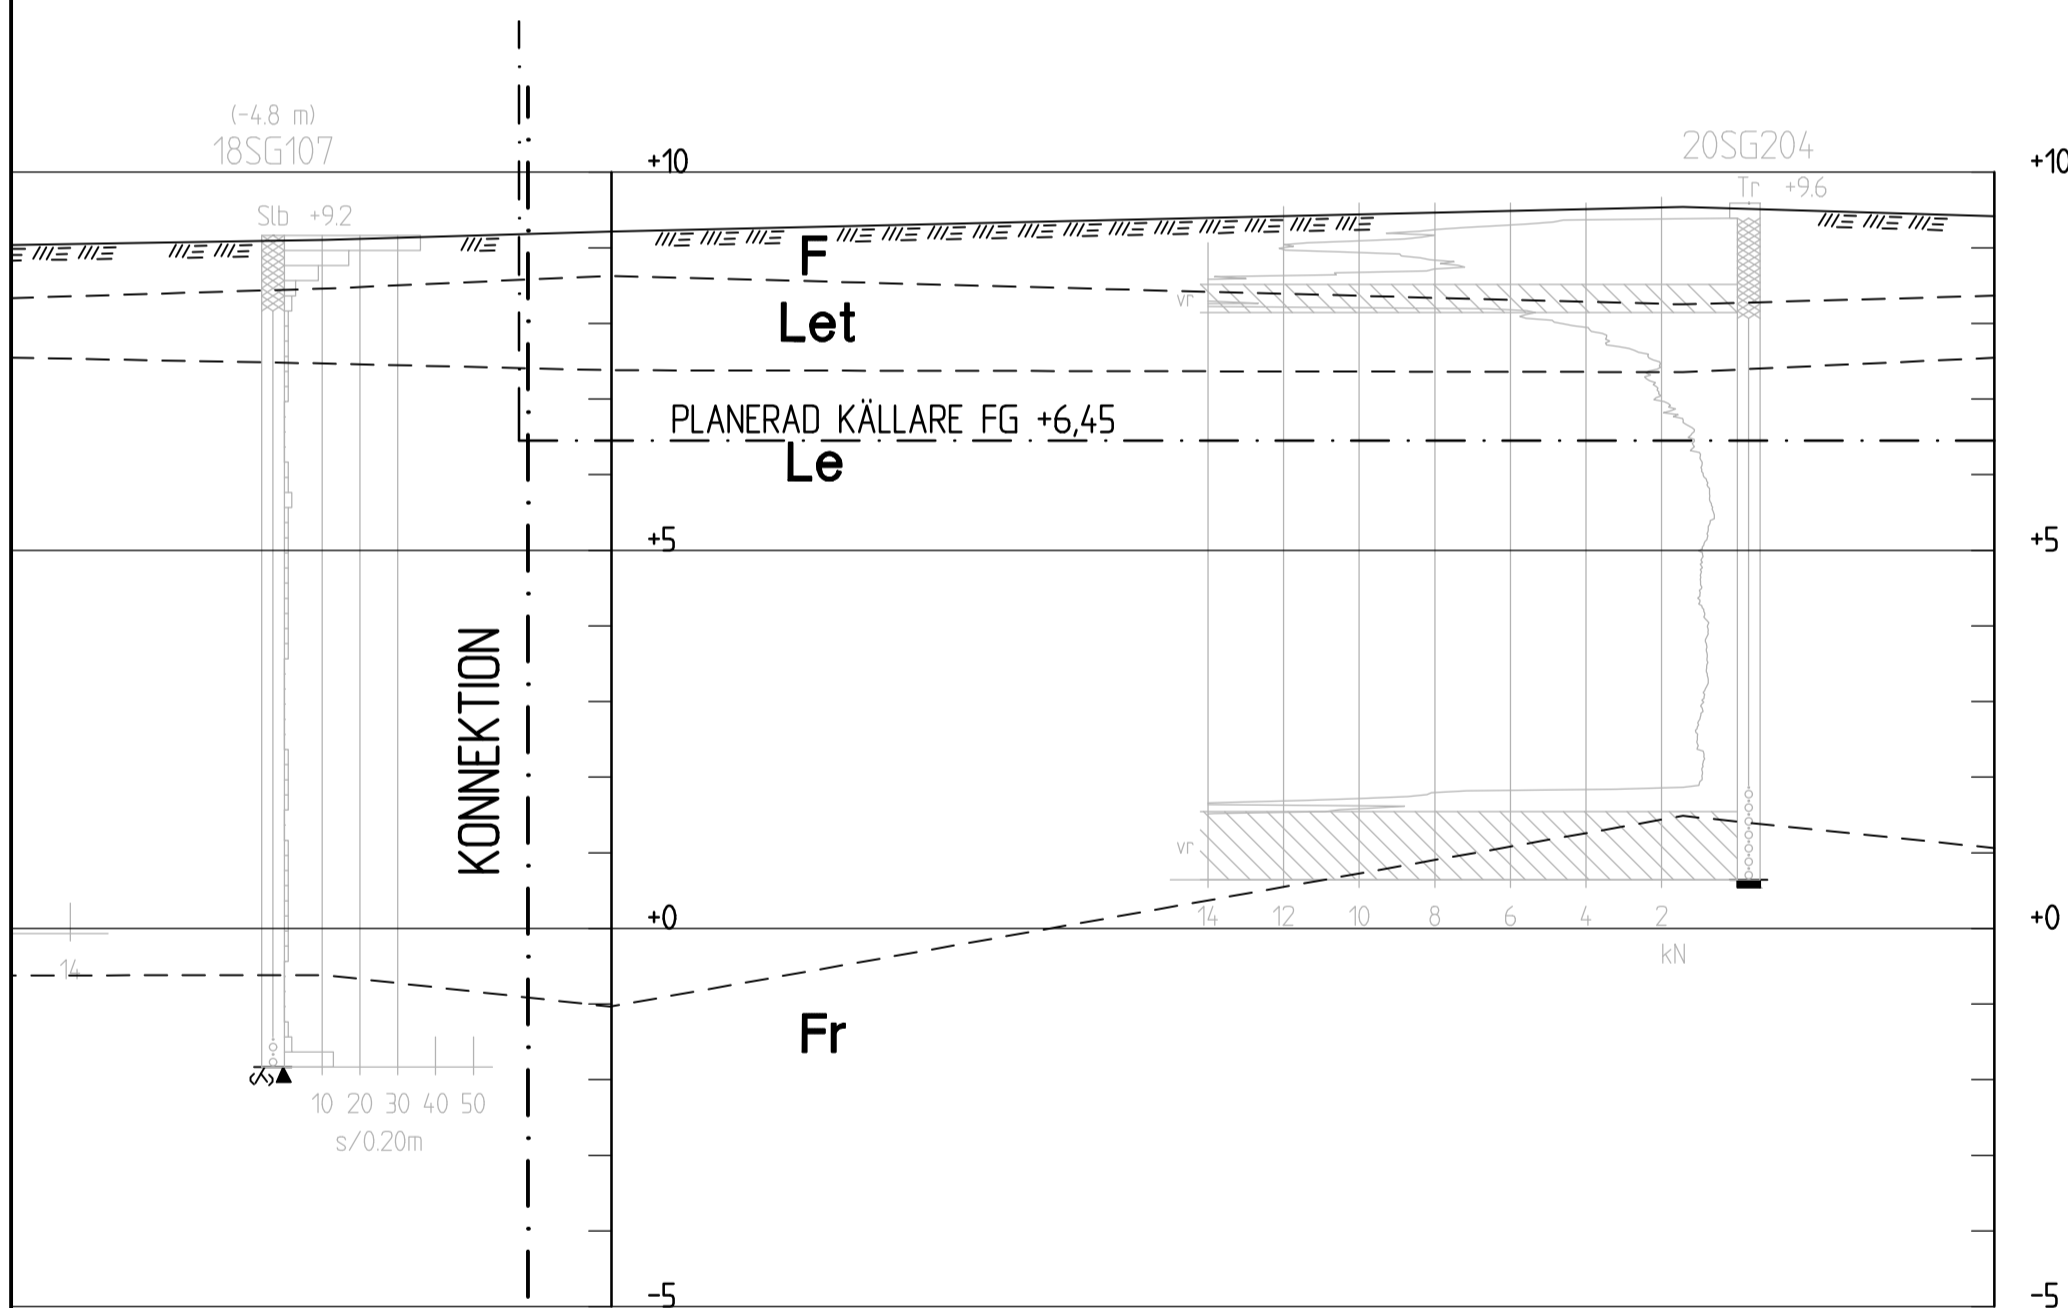 (-4.8 m)
18SG107
Slb +9.2
+10
20SG204
Tr +9.6
+10
F
vr
Let
PLANERAD KÄLLARE FG +6,45
Le
+5
+5
KONNEKTION
vr
+0
14 12 10 8 6 4 2
+0
kN
14
Fr
10 20 30 40 50
s/0.20m
-5
-5